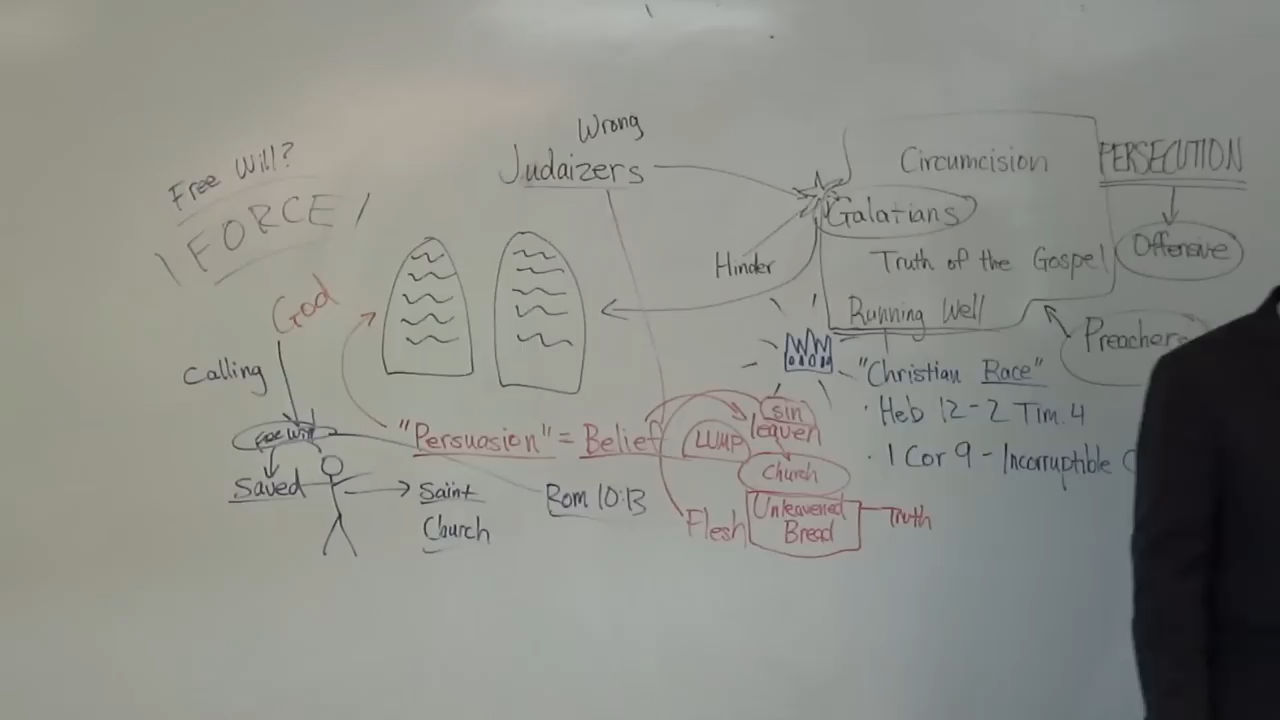 Free Will?
FORCE
God
Calling
Free Will
Saved
Saint
Church
Wrong
Judaizers
Hinder
"Persuasion" = Belief
Rom 10:13
LUMP
sin
leaven
Church
Flesh
Unleavened
Bread
Truth
Circumcision
Galatians
Truth of the Gospel
Running Well
"Christian Race"
· Heb 12 - 2 Tim. 4
· 1 Cor 9 - Incorruptible
PERSECUTION
Offensive
Preachers